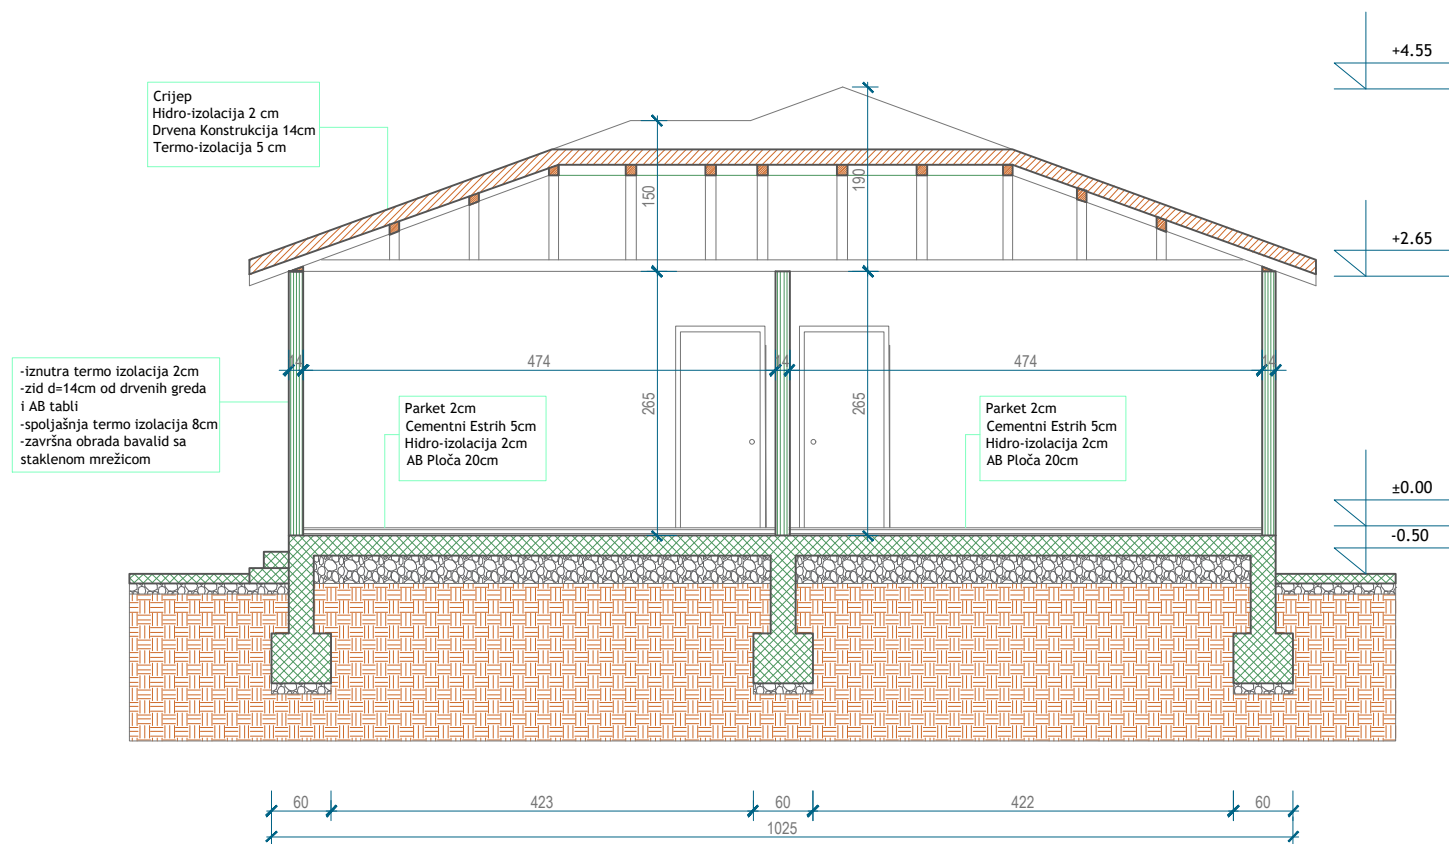 +4.55
Crijep
Hidro-izolacija 2 cm
Drvena Konstrukcija 14cm
Termo-izolacija 5 cm
150
190
+2.65
-iznutra termo izolacija 2cm
-zid d=14cm od drvenih greda
i AB tabli
-spoljašnja termo izolacija 8cm
-završna obrada bavalid sa
staklenom mrežicom
14
474
14
474
14
265
265
Parket 2cm
Cementni Estrih 5cm
Hidro-izolacija 2cm
AB Ploča 20cm
Parket 2cm
Cementni Estrih 5cm
Hidro-izolacija 2cm
AB Ploča 20cm
±0.00
-0.50
60
423
60
422
60
1025